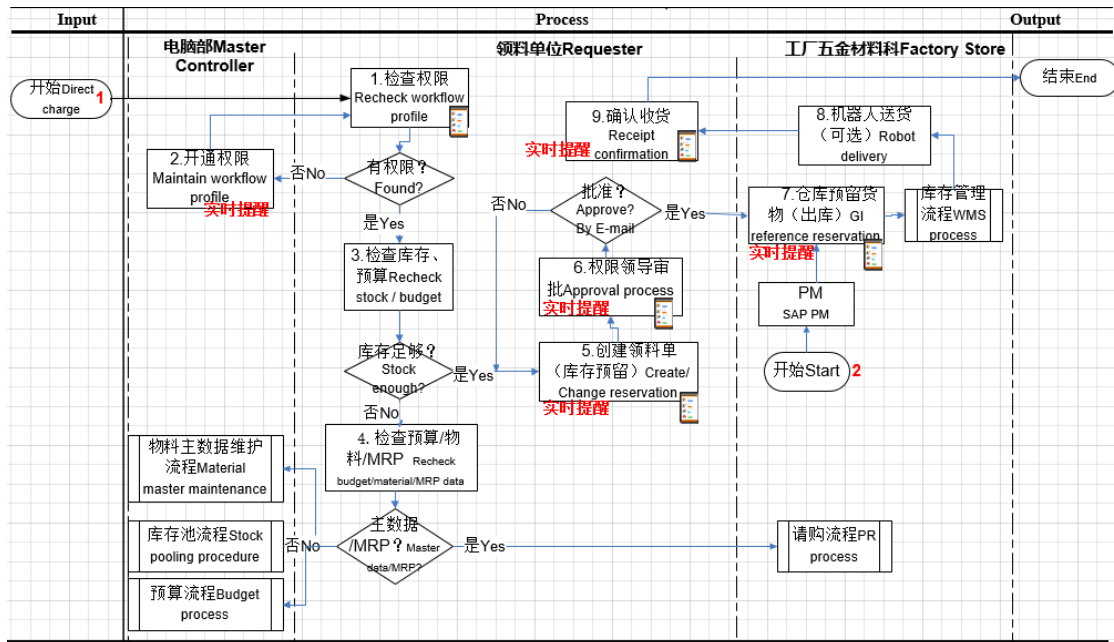 Input
Process
Output
电脑部Master
Controller
领料单位Requester
工厂五金材料科Factory Store
开始Direct
charge
1
1.检查权限
Recheck workflow
profile
9.确认收货
Receipt
confirmation
实时提醒
8.机器人送货
（可选）Robot
delivery
结束End
2.开通权限
Maintain workflow
profile
实时提醒
否No
有权限？
Found?
是Yes
否No
批准？
Approve?
By E-mail
是Yes
7.仓库预留货
物（出库）GI
reference reservation
实时提醒
库存管理
流程WMS
process
3.检查库存、
预算Recheck
stock / budget
6.权限领导审
批Approval process
实时提醒
PM
SAP PM
库存足够？
Stock
enough?
是Yes
5.创建领料单
（库存预留）Create/
Change reservation
实时提醒
开始Start
2
否No
4. 检查预算/物
料/MRP Recheck
budget/material/MRP data
物料主数据维护
流程Material
master maintenance
库存池流程Stock
pooling procedure
否No
主数据
/MRP？Master
data/MRP?
是Yes
请购流程PR
process
预算流程Budget
process